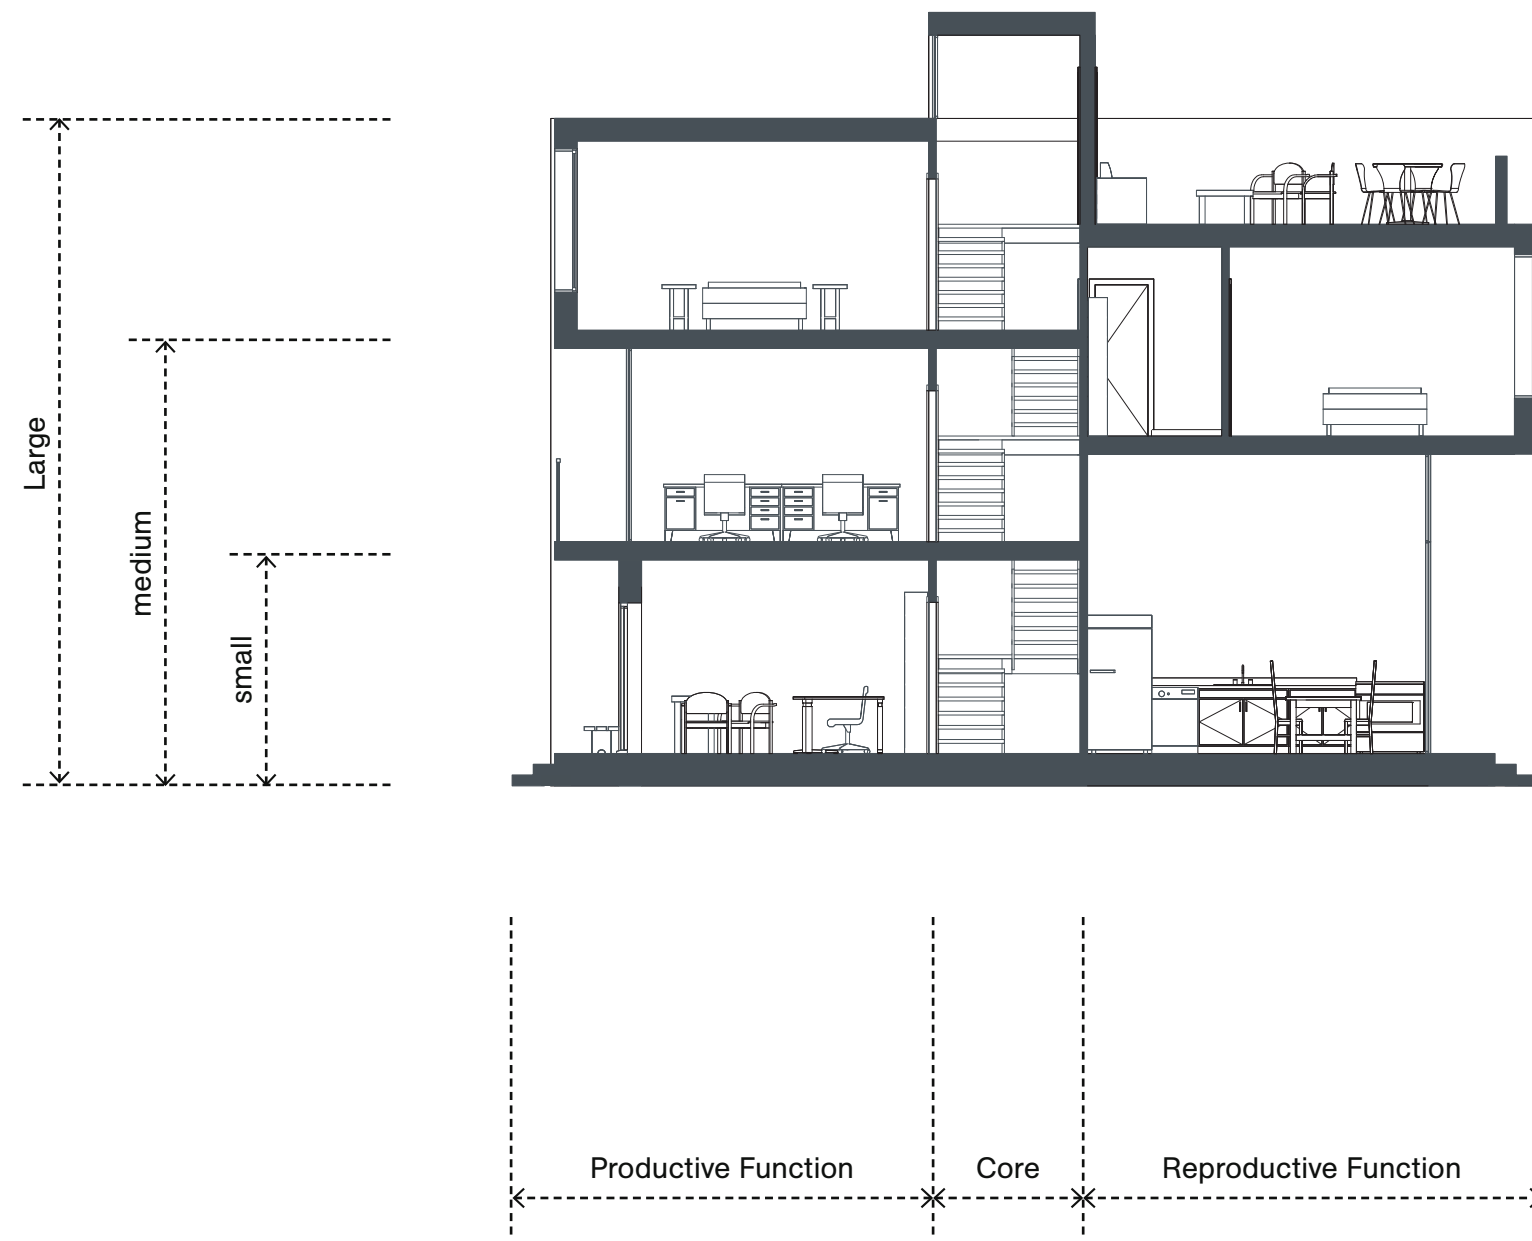 Large
medium
small
Productive Function
Core
Reproductive Function